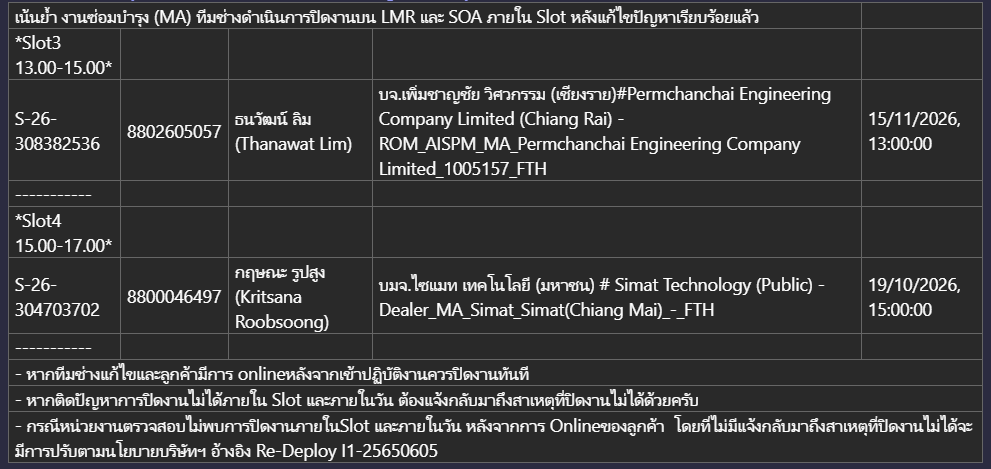 เน้นย้ำ งานซ่อมบำรุง (MA) ทีมช่างดำเนินการปิดงานบน LMR และ SOA ภายใน Slot หลังแก้ไขปัญหาเรียบร้อยแล้ว
*Slot3
13.00-15.00*
S-26-
308382536
8802605057
ธนวัฒน์ ลิม
(Thanawat Lim)
บจ.เพิ่มชาญชัย วิศวกรรม (เชียงราย)#Permchanchai Engineering
Company Limited (Chiang Rai) -
ROM_AISPM_MA_Permchanchai Engineering Company
Limited_1005157_FTH
15/11/2026,
13:00:00
-----------
*Slot4
15.00-17.00*
S-26-
304703702
8800046497
กฤษณะ รูปสูง
(Kritsana
Roobsoong)
บมจ.ไซแมท เทคโนโลยี (มหาชน) # Simat Technology (Public) -
Dealer_MA_Simat_Simat(Chiang Mai)_-_FTH
19/10/2026,
15:00:00
-----------
- หากทีมช่างแก้ไขและลูกค้ามีการ onlineหลังจากเข้าปฏิบัติงานควรปิดงานทันที
- หากติดปัญหาการปิดงานไม่ได้ภายใน Slot และภายในวัน ต้องแจ้งกลับมาถึงสาเหตุที่ปิดงานไม่ได้ด้วยครับ
- กรณีหน่วยงานตรวจสอบไม่พบการปิดงานภายในSlot และภายในวัน หลังจากการ Onlineของลูกค้า โดยที่ไม่มีแจ้งกลับมาถึงสาเหตุที่ปิดงานไม่ได้จะ
มีการปรับตามนโยบายบริษัทฯ อ้างอิง Re-Deploy I1-25650605